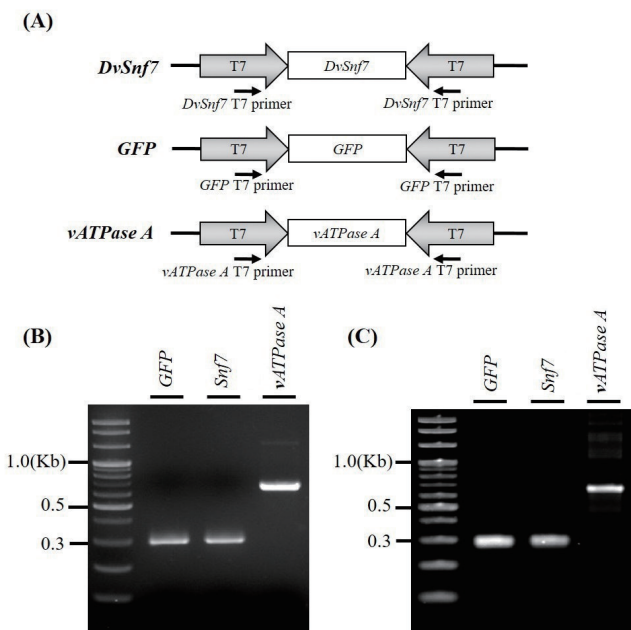 (A)
DvSnf7 T7 DvSnf7 T7
DvSnf7 T7 primer DvSnf7 T7 primer
GFP T7 GFP T7
GFP T7 primer GFP T7 primer
vATPase A T7 vATPase A T7
vATPase A T7 primer vATPase A T7 primer
(B)
GFP Snf7 vATPase A
1.0(Kb)
0.5
0.3
(C)
GFP Snf7 vATPase A
1.0(Kb)
0.5
0.3